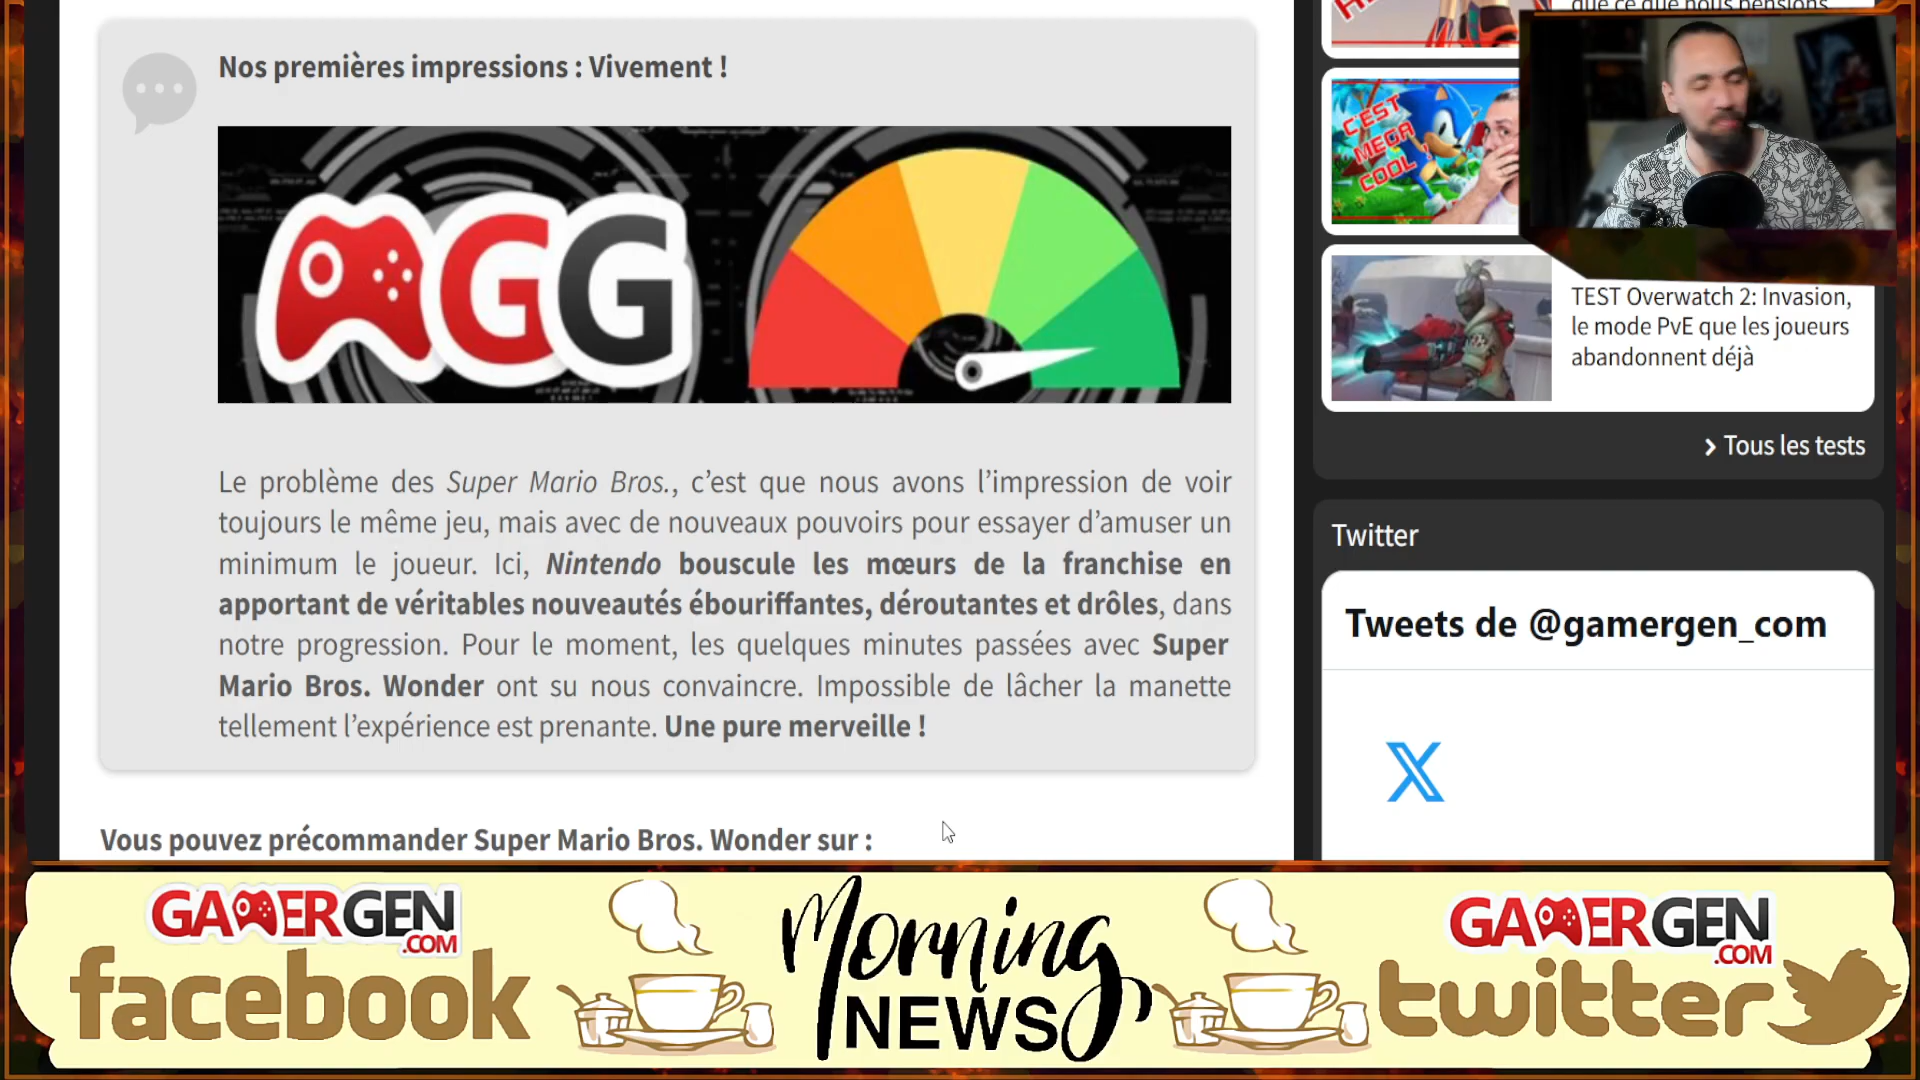 Nos premières impressions : Vivement !
GG
Le problème des Super Mario Bros., c’est que nous avons l’impression de voir
toujours le même jeu, mais avec de nouveaux pouvoirs pour essayer d’amuser un
minimum le joueur. Ici, Nintendo bouscule les mœurs de la franchise en
apportant de véritables nouveautés ébouriffantes, déroutantes et drôles, dans
notre progression. Pour le moment, les quelques minutes passées avec Super
Mario Bros. Wonder ont su nous convaincre. Impossible de lâcher la manette
tellement l’expérience est prenante. Une pure merveille !
Vous pouvez précommander Super Mario Bros. Wonder sur :
que ce que nous pensions
C'EST
MEGA
COOL !
TEST Overwatch 2: Invasion,
le mode PvE que les joueurs
abandonnent déjà
Tous les tests
Twitter
Tweets de @gamergen_com
GAMERGEN
.COM
facebook
Morning
NEWS
GAMERGEN
.COM
twitter